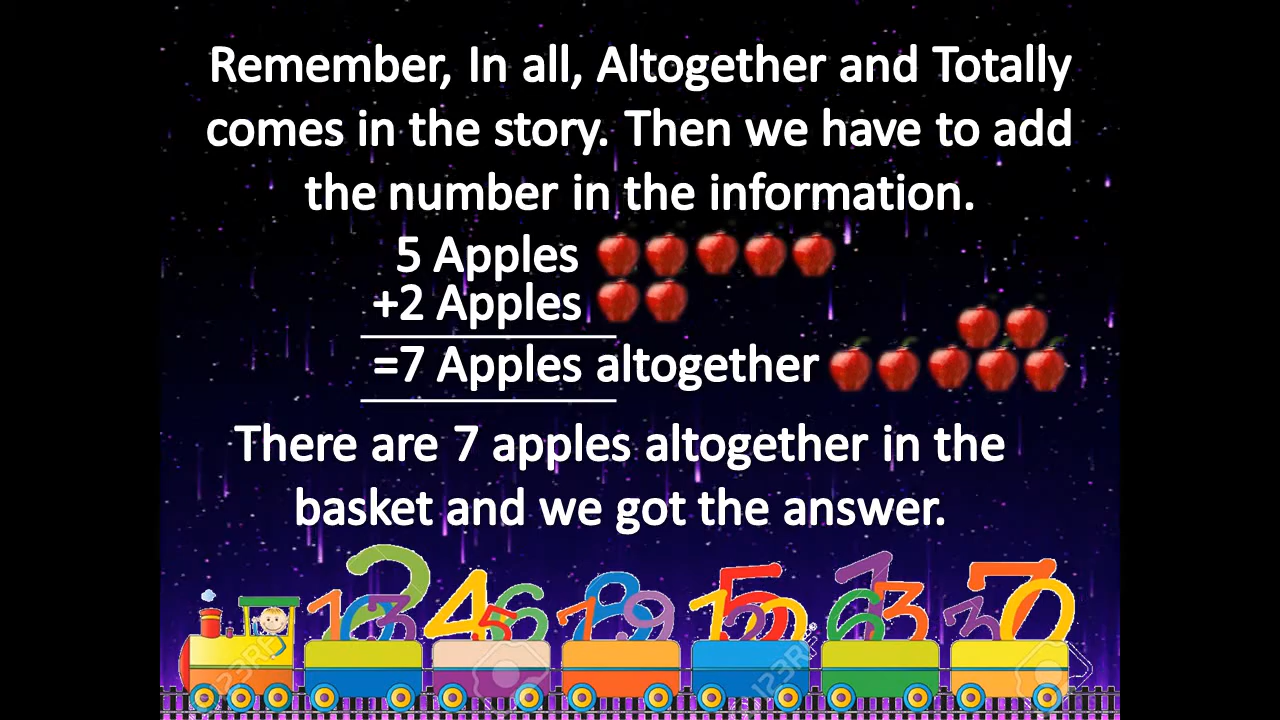 Remember, In all, Altogether and Totally
comes in the story. Then we have to add
the number in the information.
5 Apples
+2 Apples
=7 Apples altogether
There are 7 apples altogether in the
basket and we got the answer.